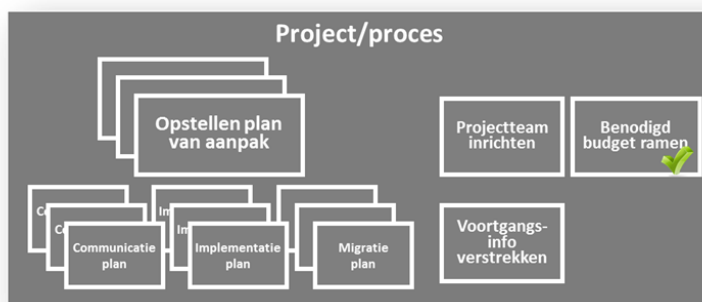 Project/proces
Opstellen plan
van aanpak
Projectteam
inrichten
Benodigd
budget ramen
Communicatie
plan
Implementatie
plan
Migratie
plan
Voortgangs-
info
verstrekken